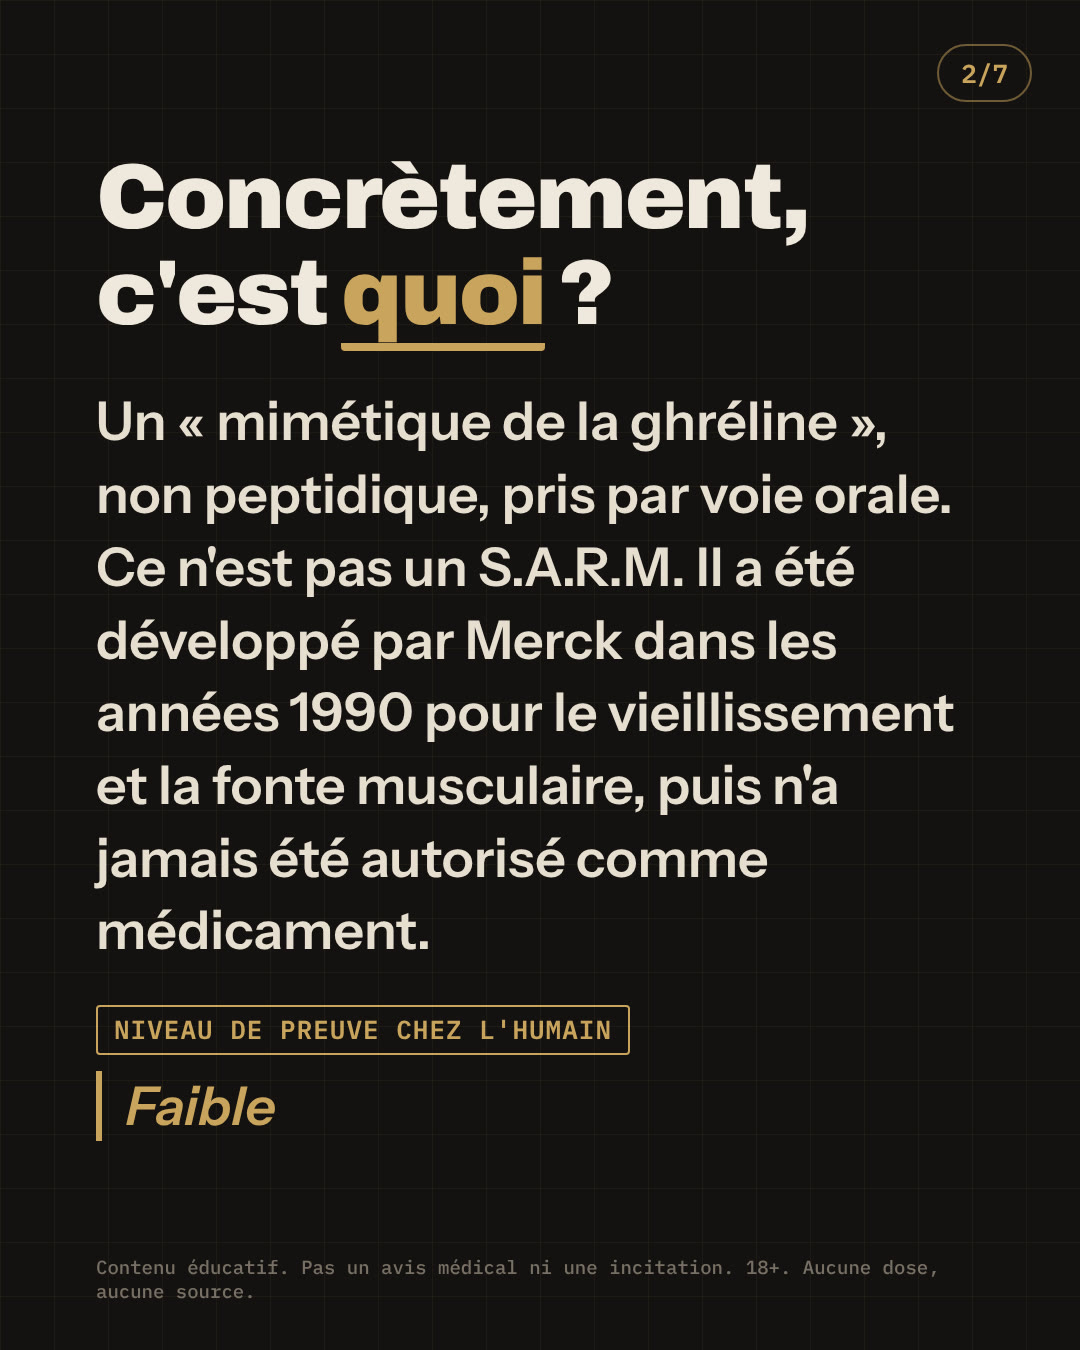 2/7
Concrètement,
c'est quoi ?
Un « mimétique de la ghréline »,
non peptidique, pris par voie orale.
Ce n'est pas un S.A.R.M. Il a été
développé par Merck dans les
années 1990 pour le vieillissement
et la fonte musculaire, puis n'a
jamais été autorisé comme
médicament.
NIVEAU DE PREUVE CHEZ L'HUMAIN
Faible
Contenu éducatif. Pas un avis médical ni une incitation. 18+. Aucune dose,
aucune source.